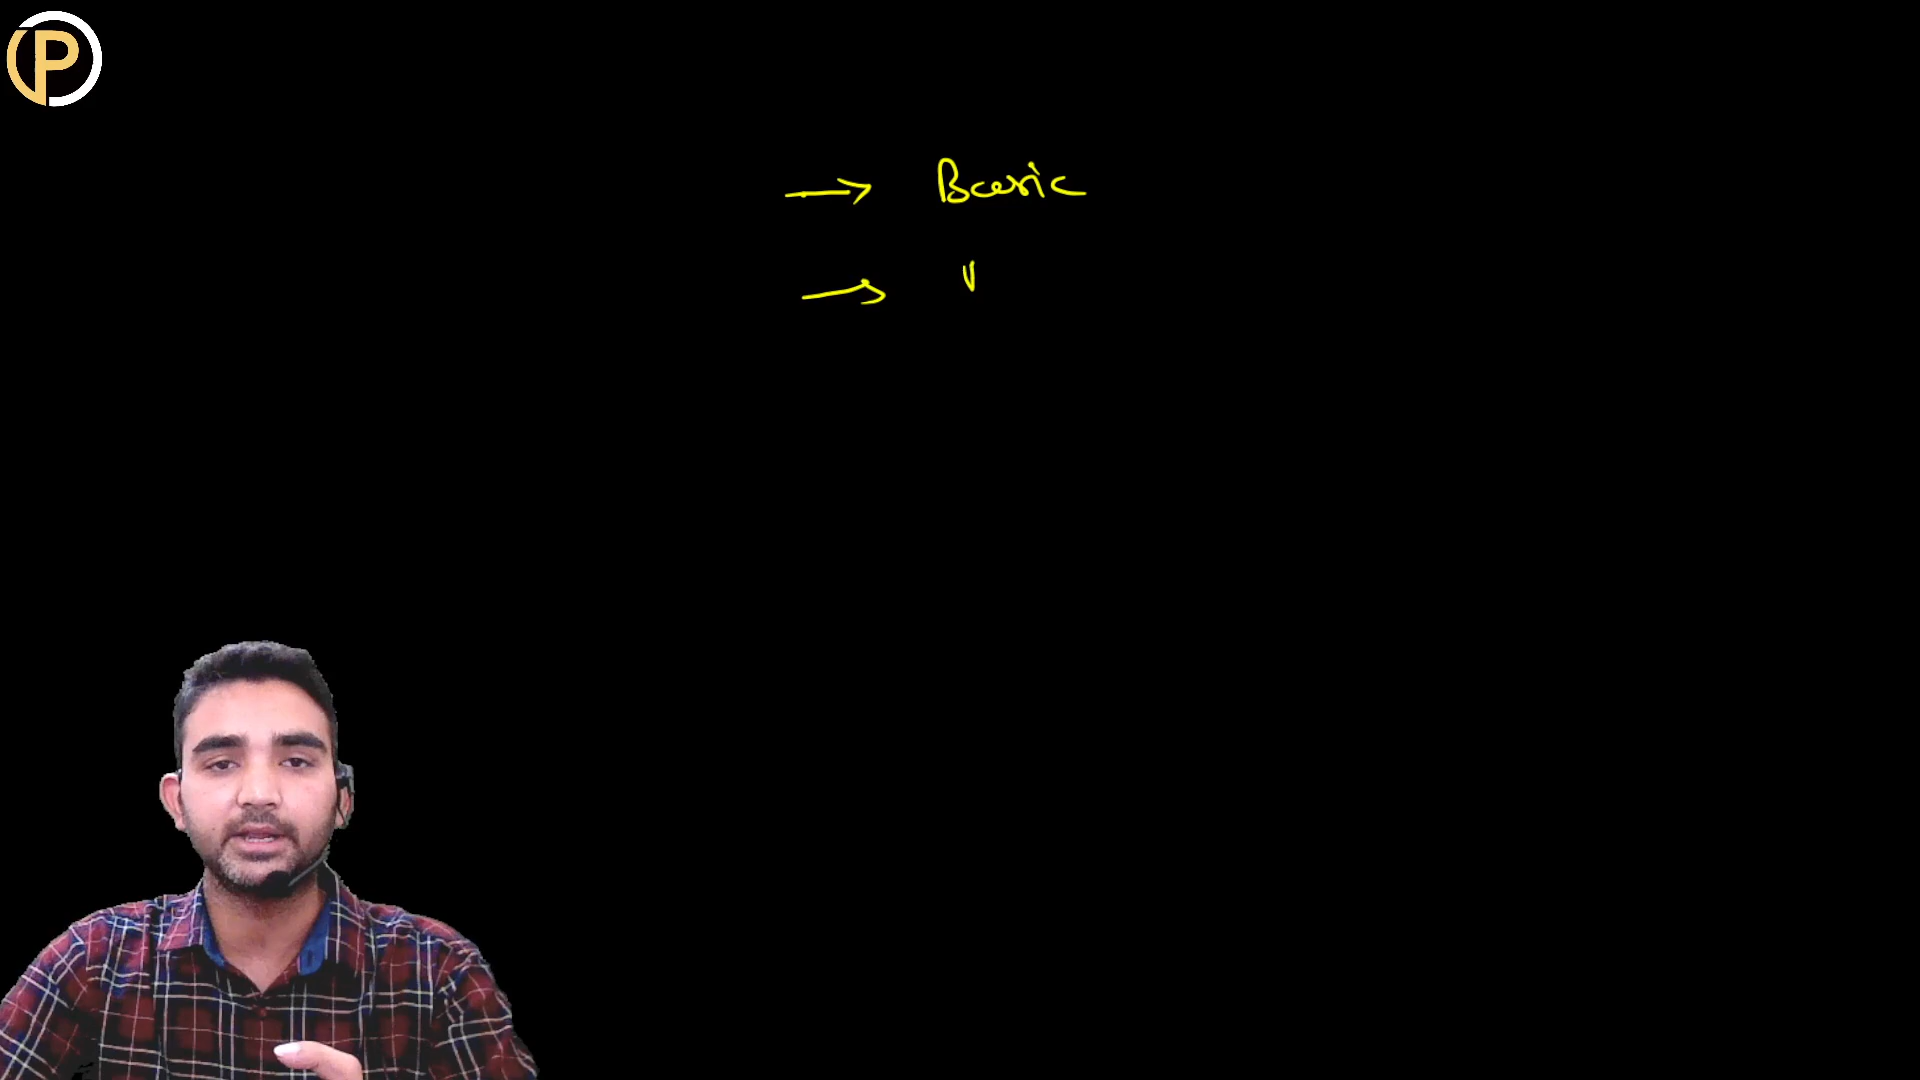 P
→ Basic
→